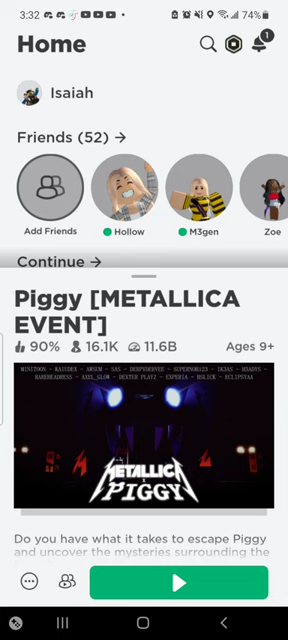 3:32
74%
Home
1
Isaiah
Friends (52) →
Add Friends
Hollow
M3gen
Zoe
Continue →
Piggy [METALLICA
EVENT]
90%
16.1K
11.6B
Ages 9+
METALLICA
X
PIGGY
Do you have what it takes to escape Piggy
and uncover the mysteries surrounding the